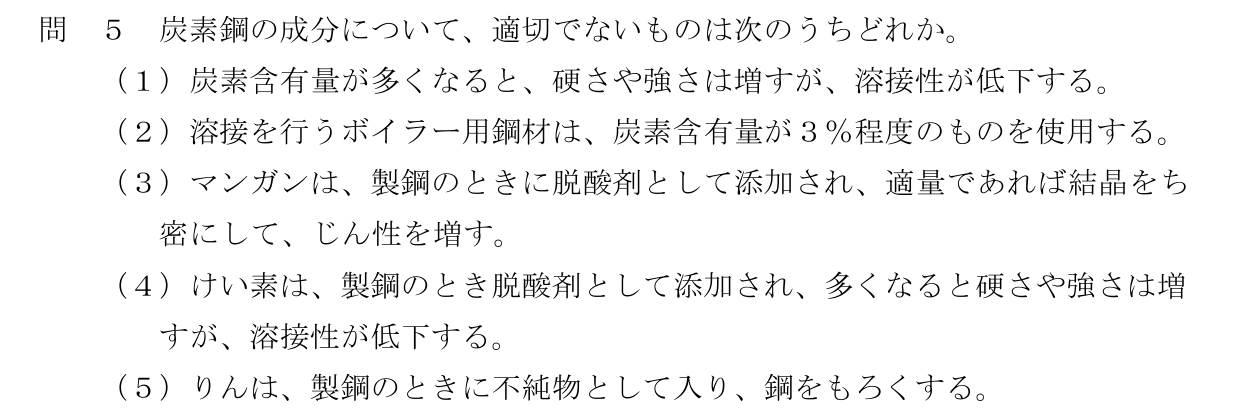 問　５　炭素鋼の成分について、適切でないものは次のうちどれか。
（１）炭素含有量が多くなると、硬さや強さは増すが、溶接性が低下する。
（２）溶接を行うボイラー用鋼材は、炭素含有量が３％程度のものを使用する。
（３）マンガンは、製鋼のときに脱酸剤として添加され、適量であれば結晶をち
密にして、じん性を増す。
（４）けい素は、製鋼のとき脱酸剤として添加され、多くなると硬さや強さは増
すが、溶接性が低下する。
（５）りんは、製鋼のときに不純物として入り、鋼をもろくする。